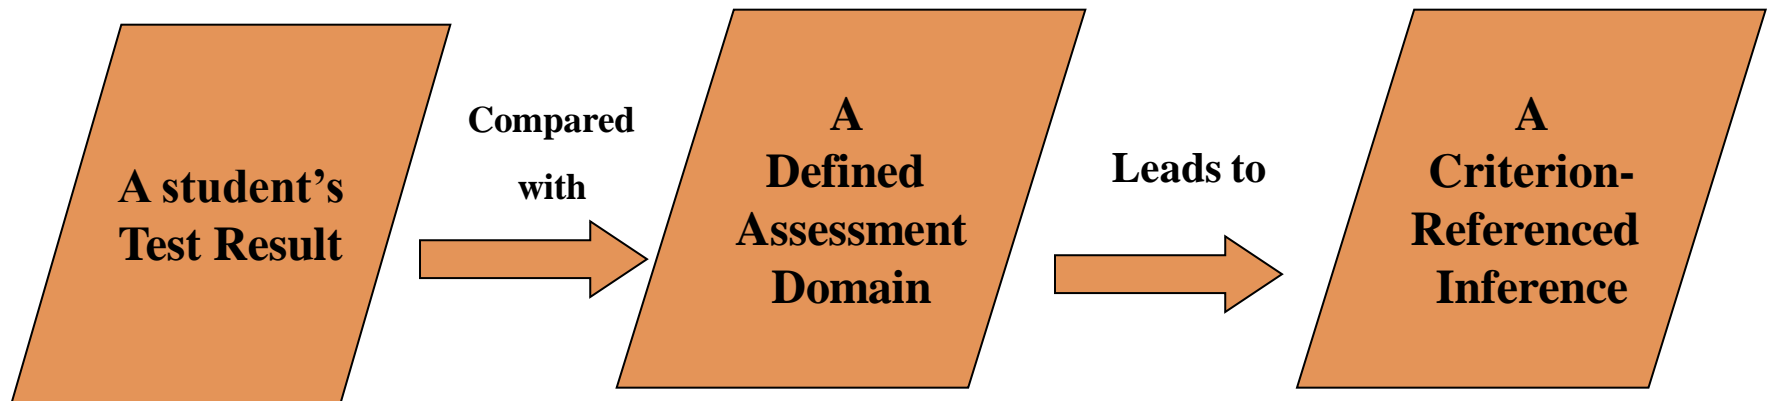 A student’s
Test Result
Compared
with
A
Defined
Assessment
Domain
Leads to
A
Criterion-
Referenced
Inference